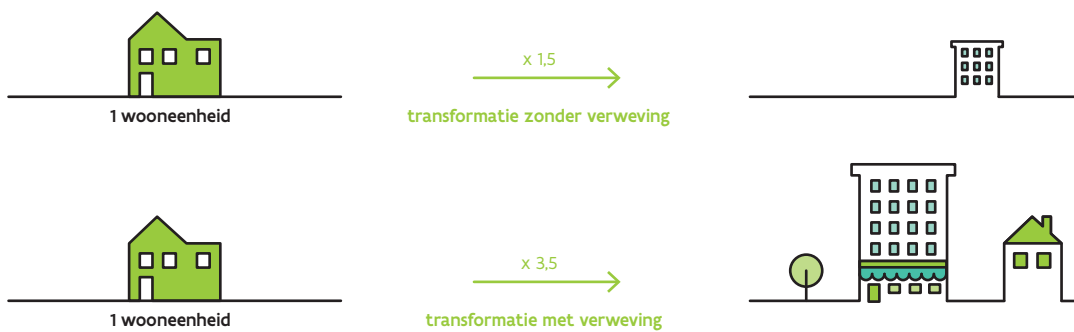 x 1,5
1 wooneenheid
transformatie zonder verweving
x 3,5
1 wooneenheid
transformatie met verweving